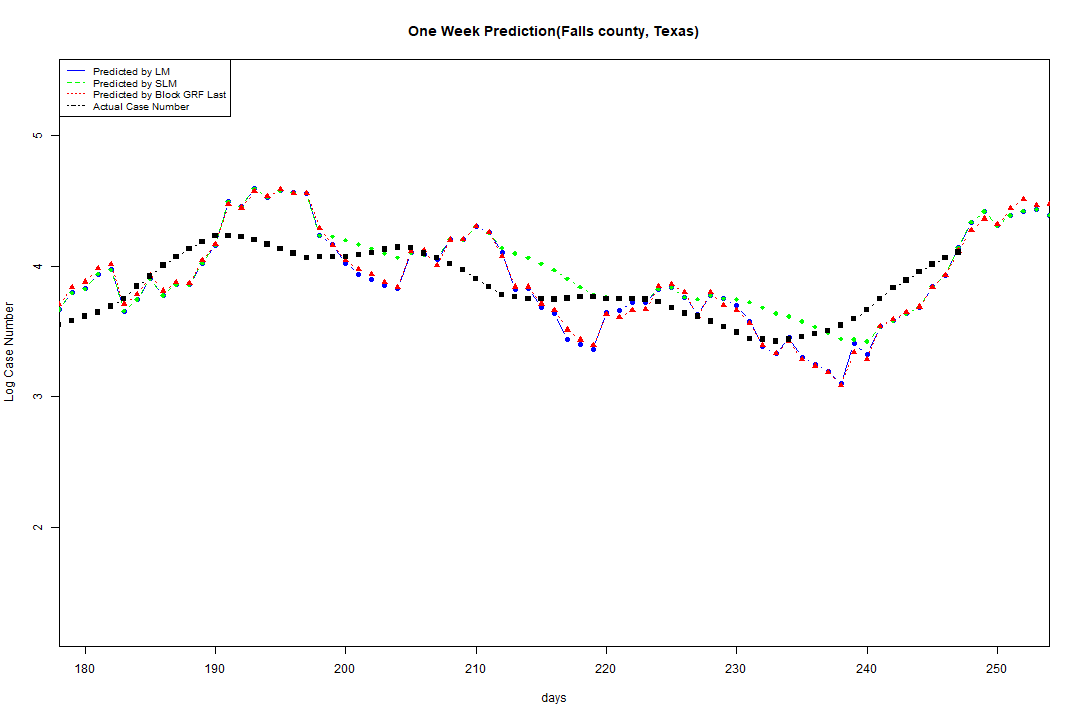 One Week Prediction(Falls county, Texas)
Predicted by LM
Predicted by SLM
Predicted by Block GRF Last
Actual Case Number
5
4
3
2
Log Case Number
180 190 200 210 220 230 240 250
days